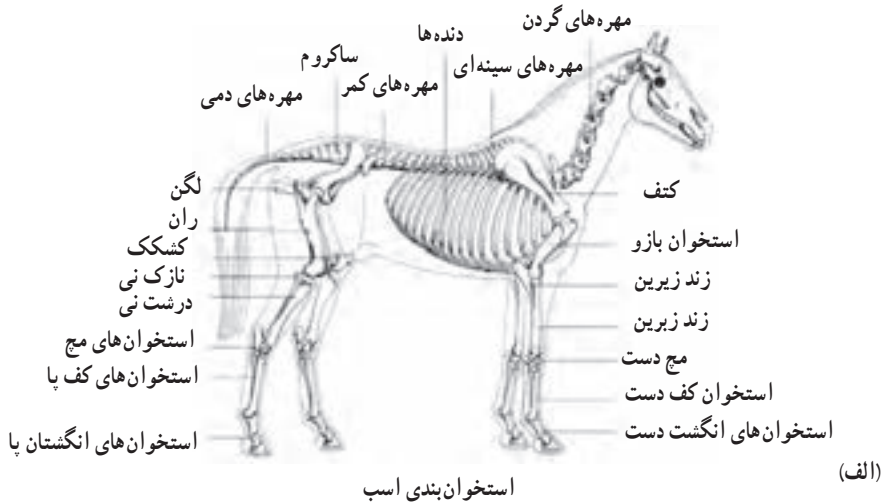 مهره‌های گردن
دنده‌ها
مهره‌های سینه‌ای
ساکروم
مهره‌های کمر
مهره‌های دمی
کتف
استخوان بازو
زند زیرین
زند زبرین
مچ دست
استخوان کف دست
استخوان‌های انگشت دست
لگن
ران
کشکک
نازک نی
درشت نی
استخوان‌های مچ
استخوان‌های کف پا
استخوان‌های انگشتان پا
(الف)
استخوان‌بندی اسب